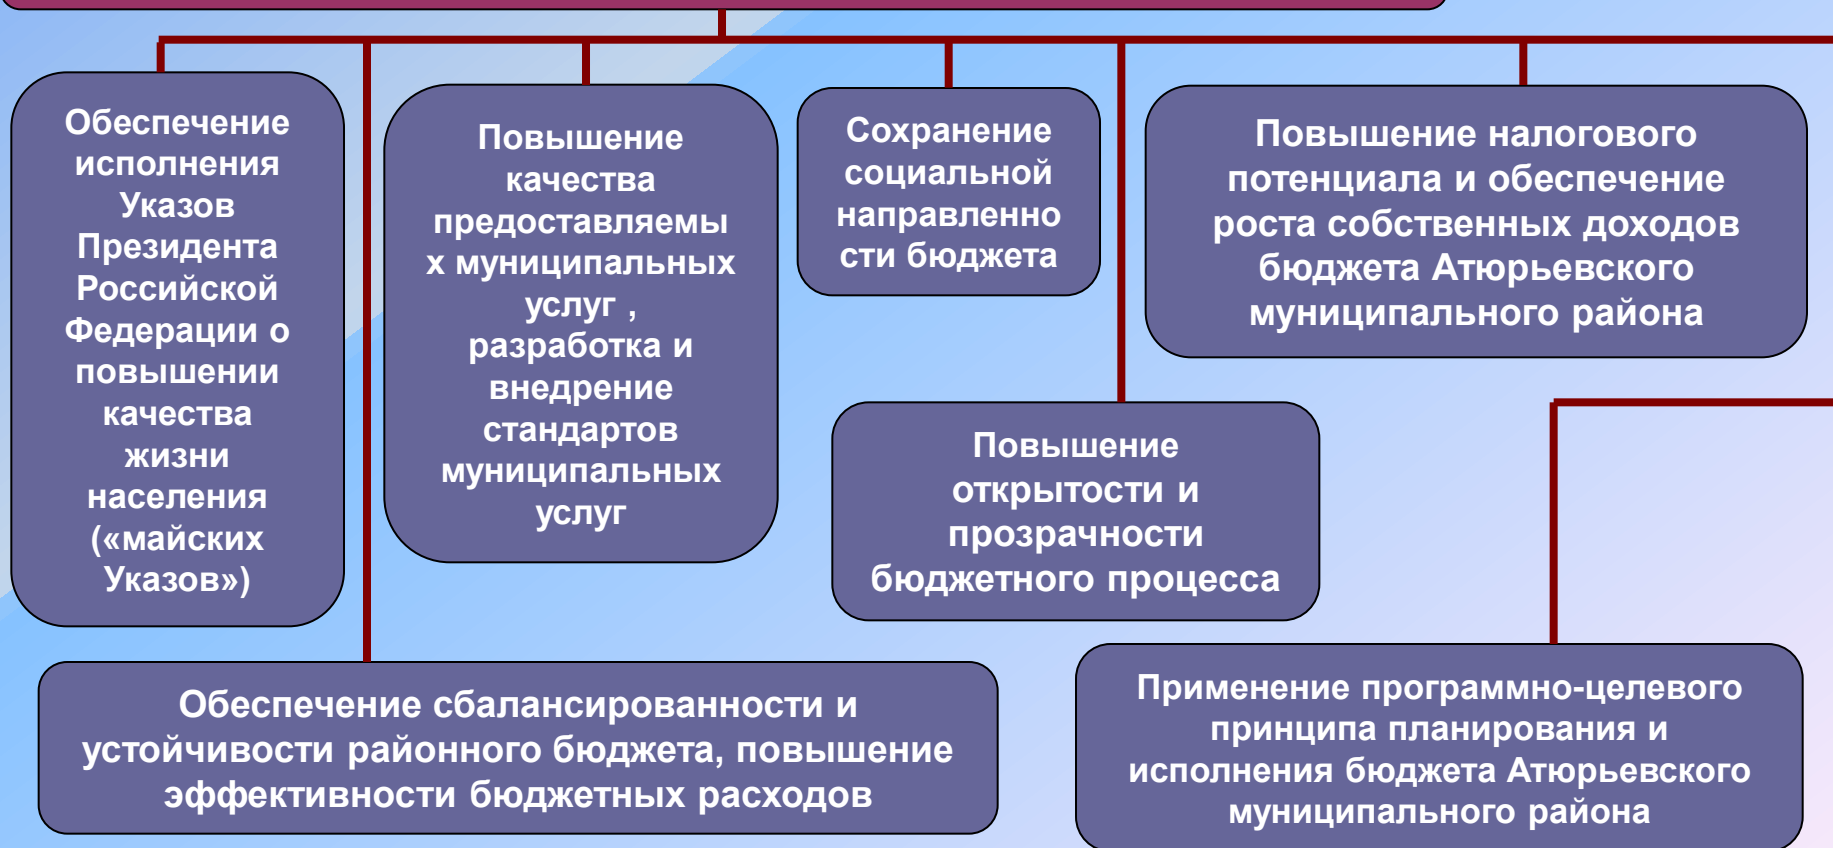 Обеспечение
исполнения
Указов
Президента
Российской
Федерации о
повышении
качества
жизни
населения
(«майских
Указов»)
Повышение
качества
предоставляемы
х муниципальных
услуг ,
разработка и
внедрение
стандартов
муниципальных
услуг
Сохранение
социальной
направленно
сти бюджета
Повышение налогового
потенциала и обеспечение
роста собственных доходов
бюджета Атюрьевского
муниципального района
Повышение
открытости и
прозрачности
бюджетного процесса
Обеспечение сбалансированности и
устойчивости районного бюджета, повышение
эффективности бюджетных расходов
Применение программно-целевого
принципа планирования и
исполнения бюджета Атюрьевского
муниципального района